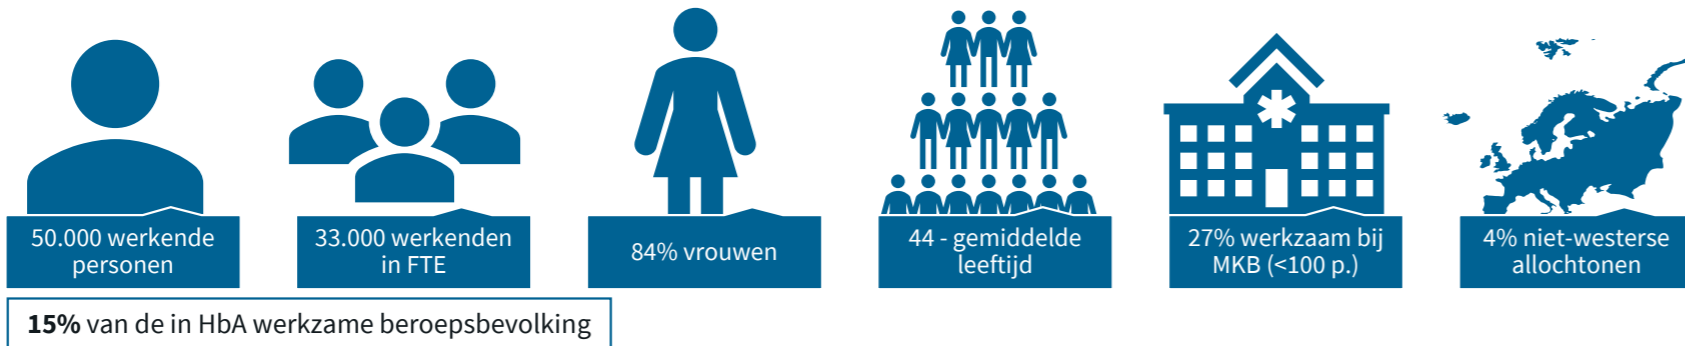 50.000 werkende
personen
33.000 werkenden
in FTE
84% vrouwen
44 - gemiddelde
leeftijd
27% werkzaam bij
MKB (<100 p.)
4% niet-westerse
allochtonen
15% van de in HbA werkzame beroepsbevolking